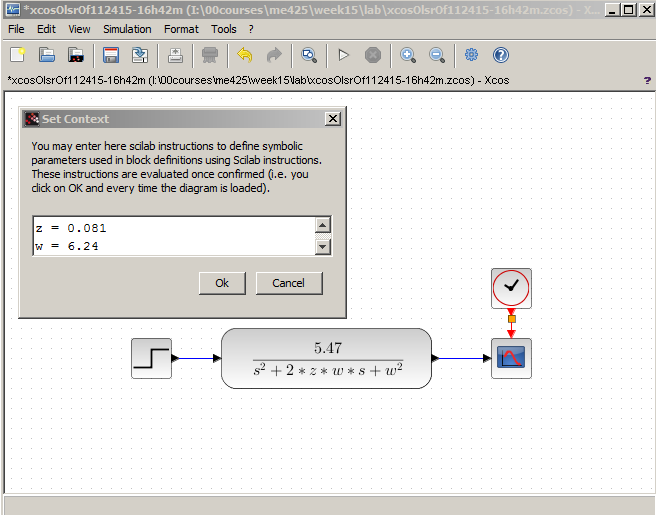 *xcosOlsrOf112415-16h42m (I:\00courses\me425\week15\lab\xcosOlsrOf112415-16h42m.zcos) - X...
File Edit View Simulation Format Tools ?
*xcosOlsrOf112415-16h42m (I:\00courses\me425\week15\lab\xcosOlsrOf112415-16h42m.zcos) - Xcos
?
Set Context
You may enter here scilab instructions to define symbolic
parameters used in block definitions using Scilab instructions.
These instructions are evaluated once confirmed (i.e. you
click on OK and every time the diagram is loaded).
z = 0.081
w = 6.24
Ok Cancel
5.47
s² + 2 * z * w * s + w²